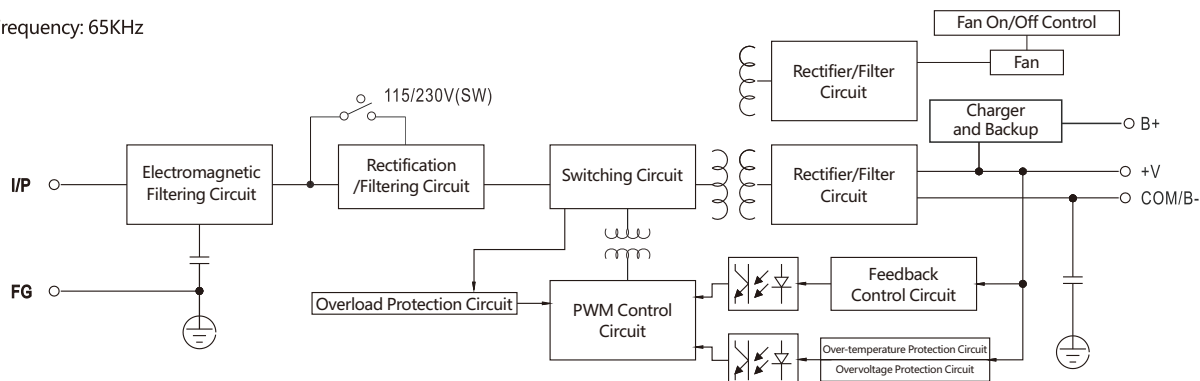 requency: 65KHz
Fan On/Off Control
Rectifier/Filter
Circuit
Fan
115/230V(SW)
Charger
and Backup
B+
I/P
Electromagnetic
Filtering Circuit
Rectification
/Filtering Circuit
Switching Circuit
Rectifier/Filter
Circuit
+V
COM/B-
FG
Overload Protection Circuit
PWM Control
Circuit
Feedback
Control Circuit
Over-temperature Protection Circuit
Overvoltage Protection Circuit